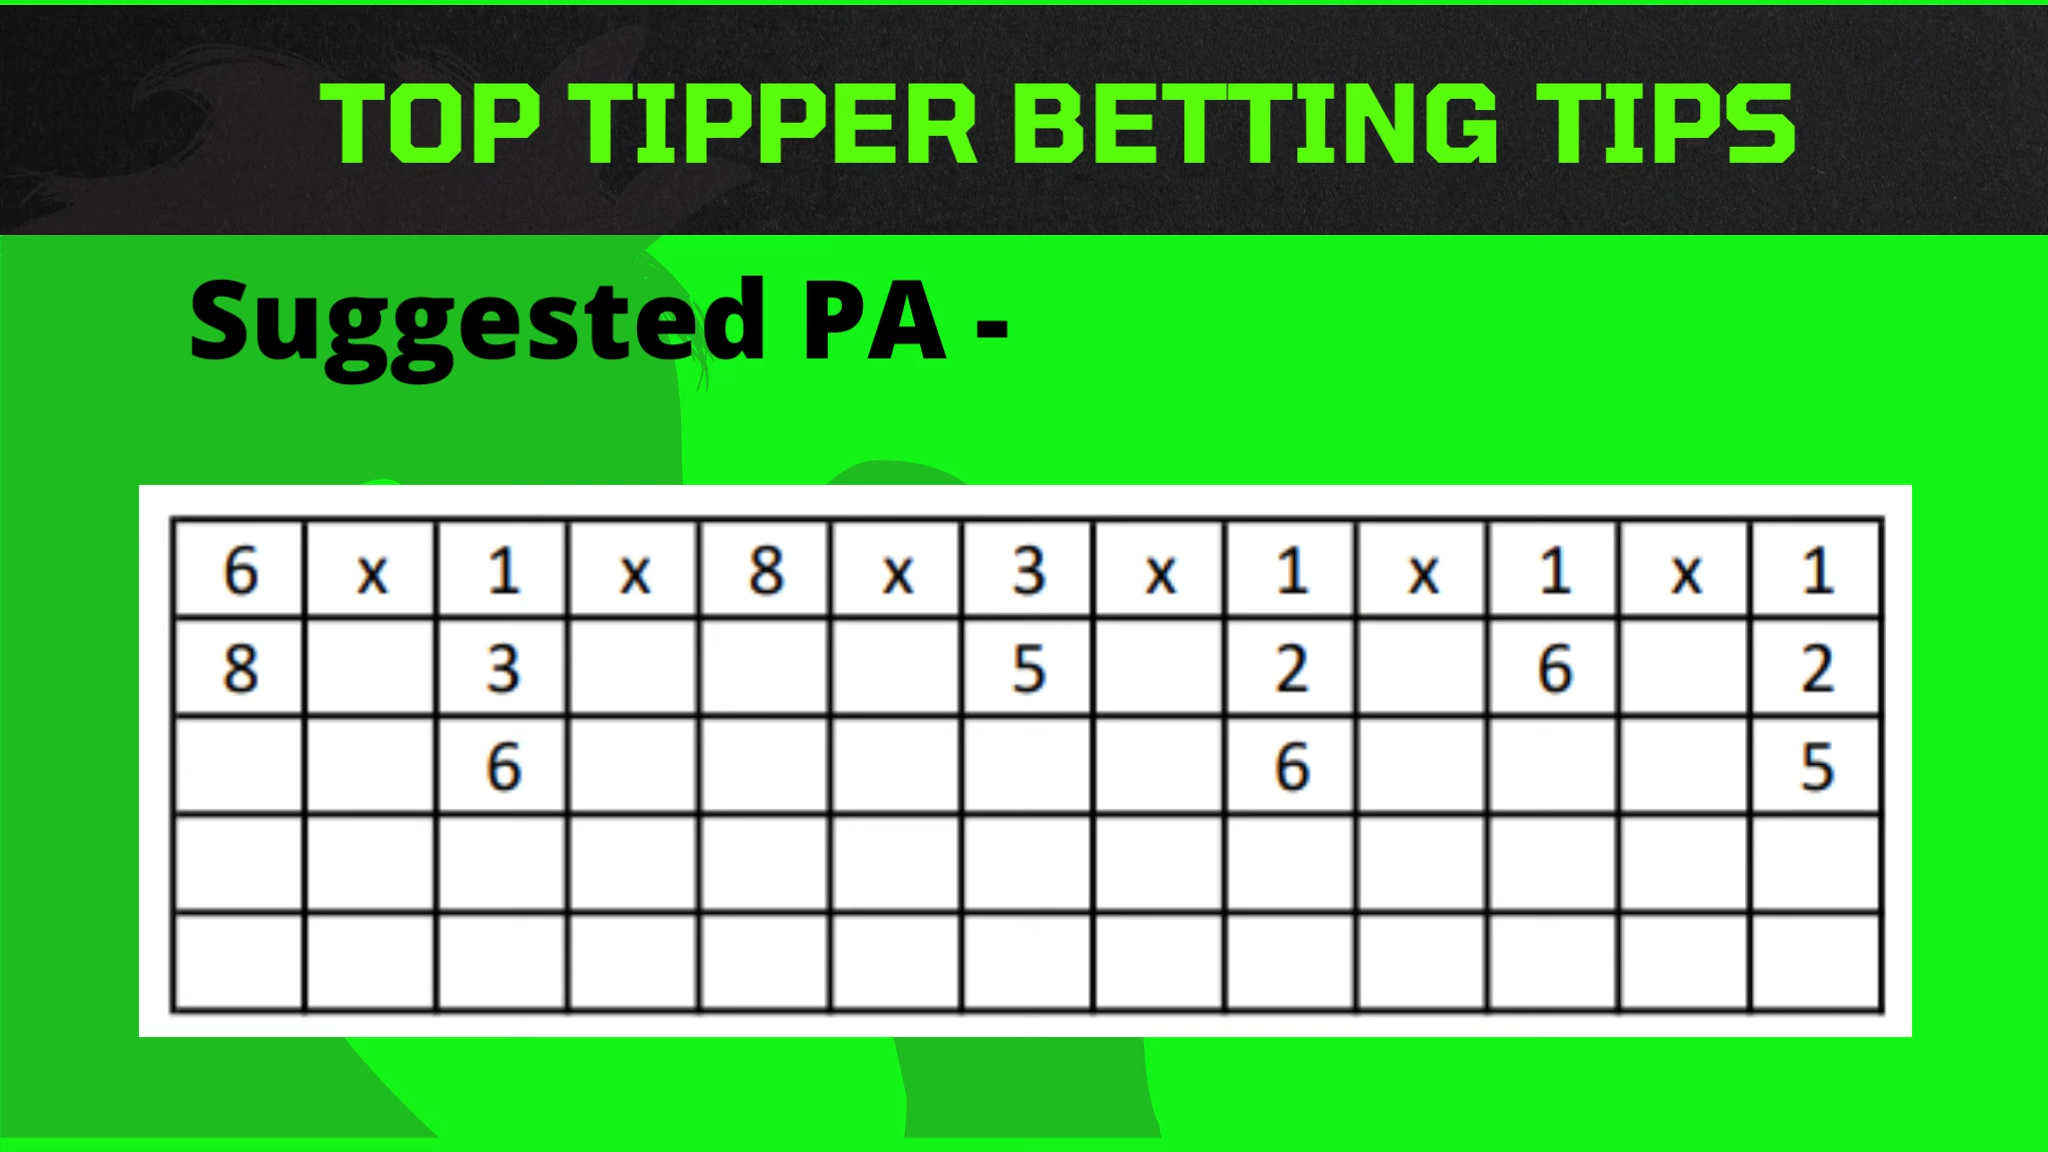 TOP TIPPER BETTING TIPS
Suggested PA -
6 x 1 x 8 x 3 x 1 x 1 x 1
8 3 5 2 6 2
6 6 5